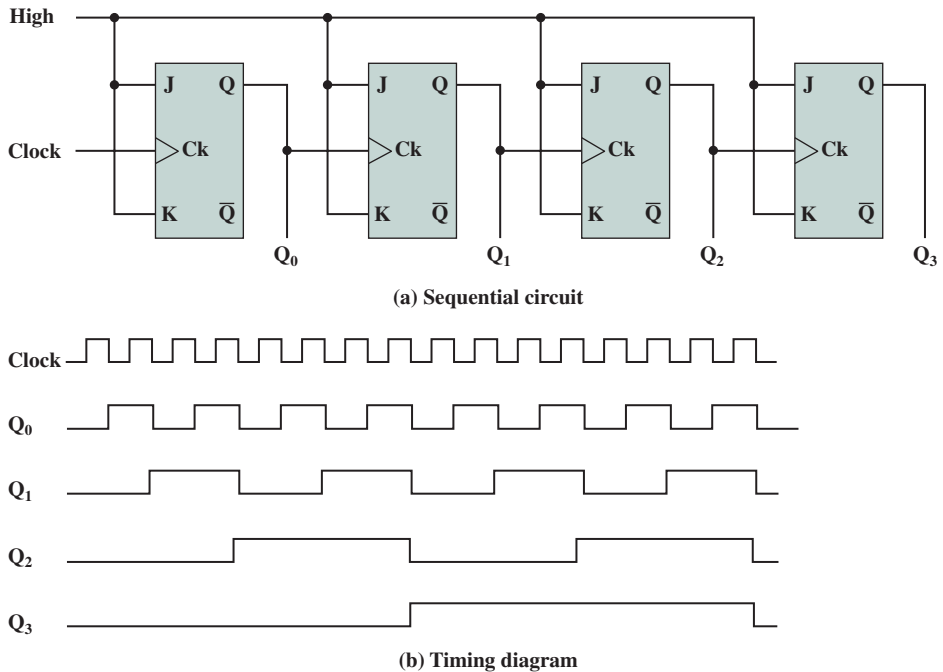 High
J Q J Q J Q J Q
Clock Ck Ck Ck Ck
K Q̅ K Q̅ K Q̅ K Q̅
Q₀ Q₁ Q₂ Q₃
(a) Sequential circuit
Clock
Q₀
Q₁
Q₂
Q₃
(b) Timing diagram